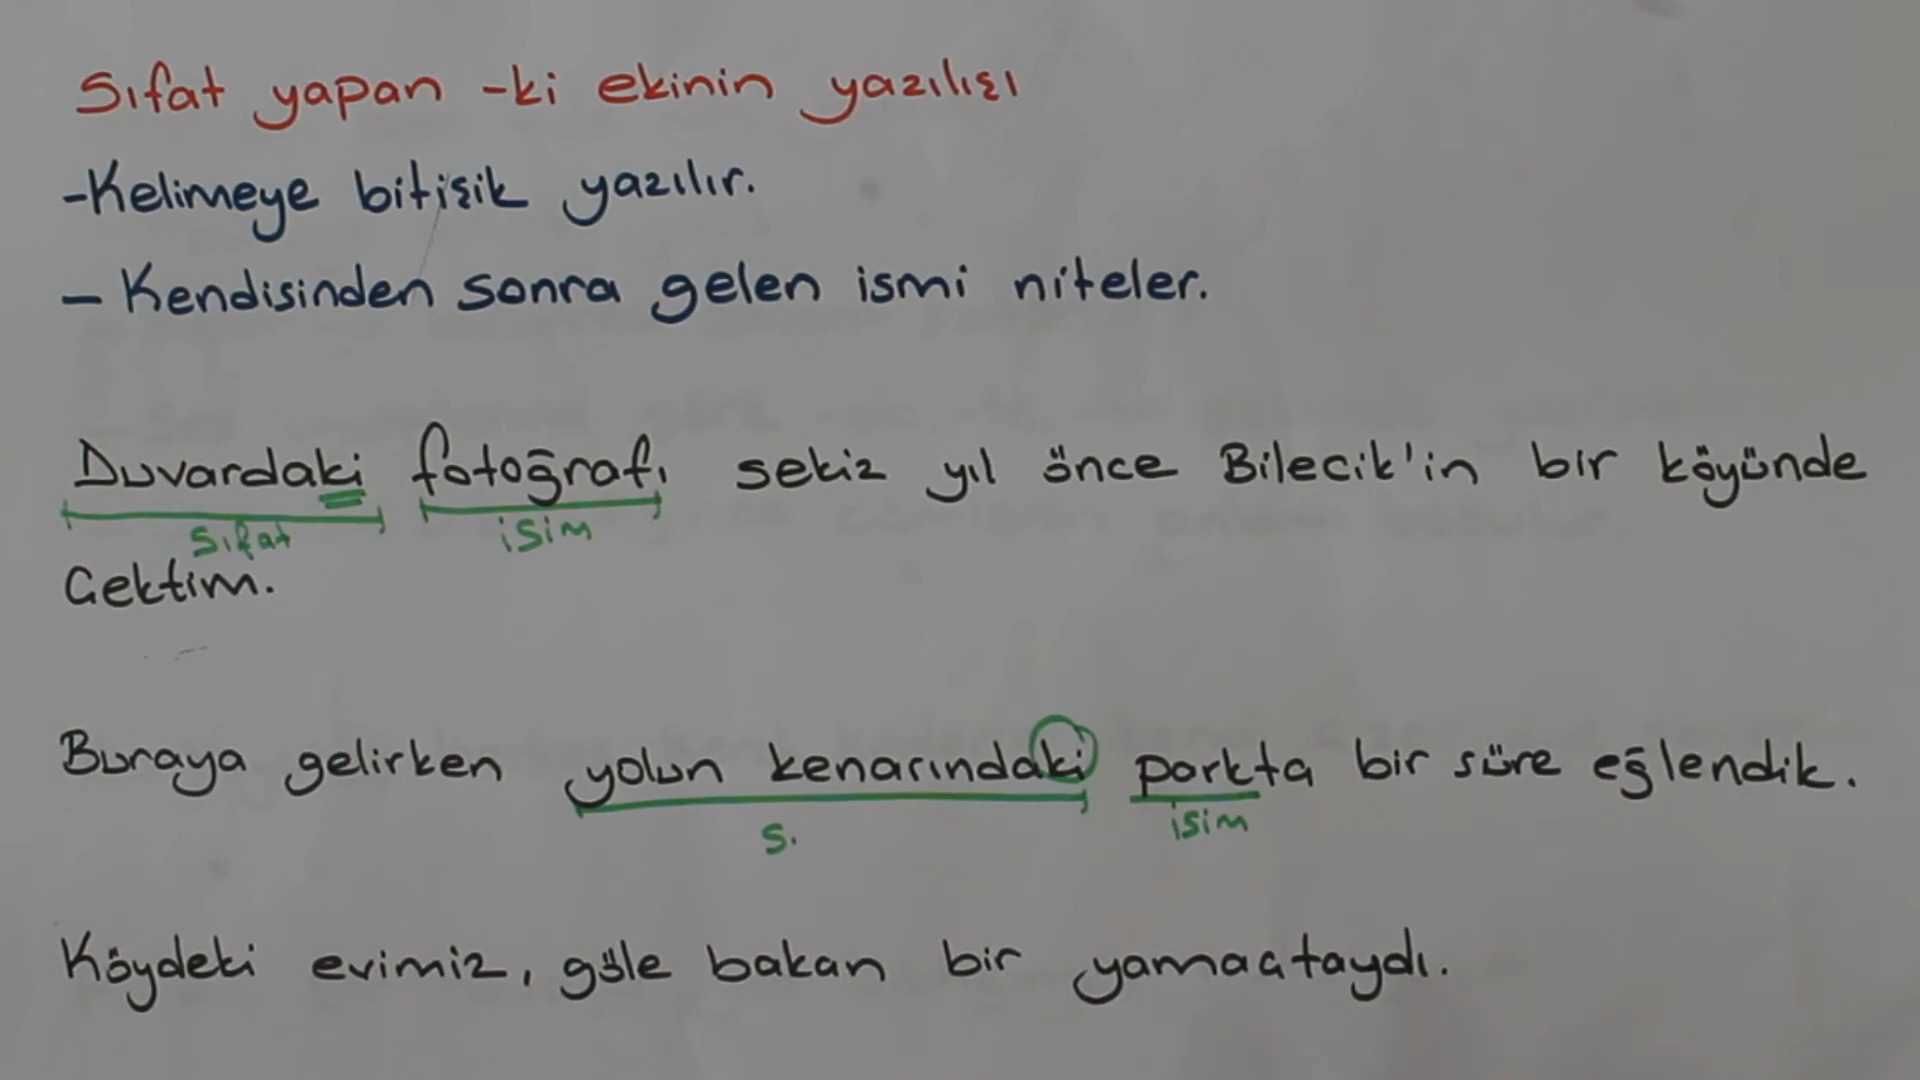 Sıfat yapan -ki ekinin yazılışı
-Kelimeye bitişik yazılır.
- Kendisinden sonra gelen ismi niteler.
Duvardaki fotoğrafı sekiz yıl önce Bilecik'in bir köyünde
sıfat isim
Çektim.
Buraya gelirken yolun kenarındaki parkta bir süre eğlendik.
s. isim
Köydeki evimiz, göle bakan bir yamaçtaydı.